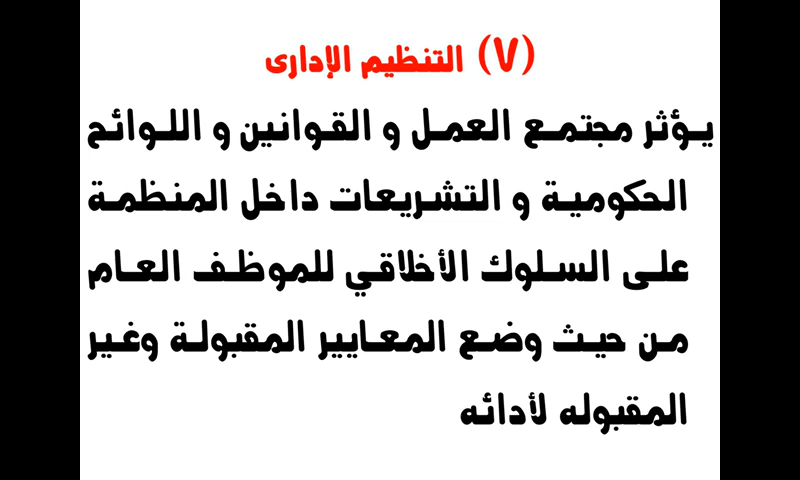 (٧) التنظيم الإدارى
يؤثر مجتمع العمل و القوانين و اللوائح
الحكومية و التشريعات داخل المنظمة
على السلوك الأخلاقي للموظف العام
من حيث وضع المعايير المقبولة وغير
المقبوله لأدائه